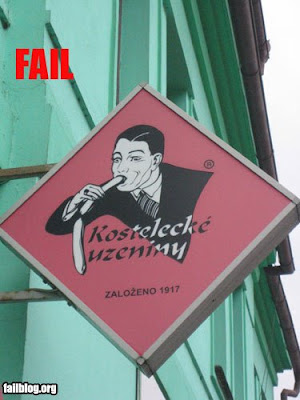 FAIL
®
Kostelecké
uzeniny
ZALOŽENO 1917
failblog.org